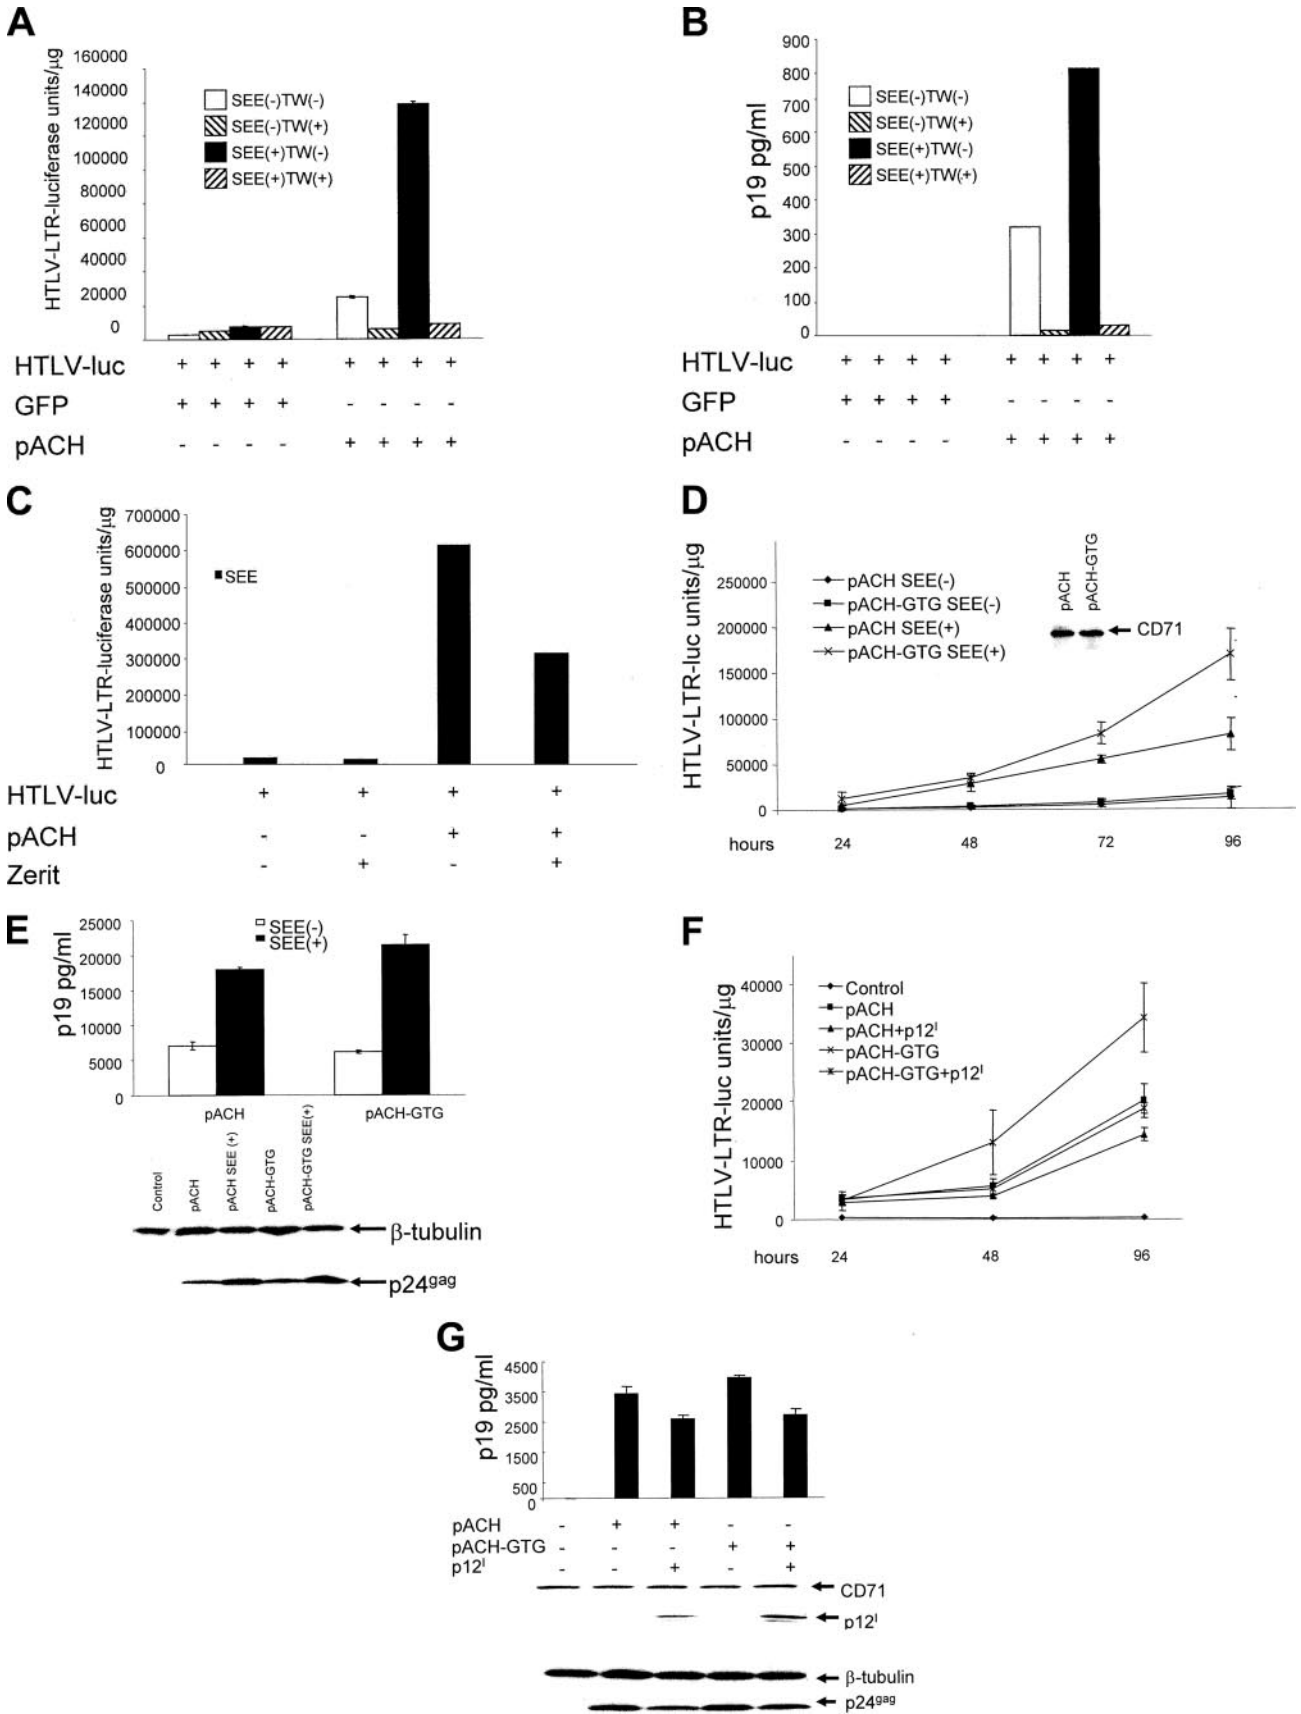 A
HTLV-LTR-luciferase units/µg
160000
140000
120000
100000
80000
60000
40000
20000
0
SEE(-)TW(-)
SEE(-)TW(+)
SEE(+)TW(-)
SEE(+)TW(+)
HTLV-luc + + + + + + + +
GFP + + + + - - - -
pACH - - - - + + + +
B
p19 pg/ml
900
800
700
600
500
400
300
200
100
0
SEE(-)TW(-)
SEE(-)TW(+)
SEE(+)TW(-)
SEE(+)TW(+)
HTLV-luc + + + + + + + +
GFP + + + + - - - -
pACH - - - - + + + +
C
HTLV-LTR-luciferase units/µg
700000
600000
500000
400000
300000
200000
100000
0
SEE
HTLV-luc + + + +
pACH - - + +
Zerit - + - +
D
HTLV-LTR-luc units/µg
250000
200000
150000
100000
50000
0
pACH SEE(-)
pACH-GTG SEE(-)
pACH SEE(+)
pACH-GTG SEE(+)
pACH
pACH-GTG
CD71
hours 24 48 72 96
E
p19 pg/ml
25000
20000
15000
10000
5000
0
SEE(-)
SEE(+)
pACH pACH-GTG
Control
pACH
pACH SEE (+)
pACH-GTG
pACH-GTG SEE(+)
β-tubulin
p24gag
F
HTLV-LTR-luc units/µg
40000
30000
20000
10000
0
Control
pACH
pACH+p12I
pACH-GTG
pACH-GTG+p12I
hours 24 48 96
G
p19 pg/ml
4500
3500
2500
1500
500
0
pACH - + + - -
pACH-GTG - - - + +
p12I - - + - +
CD71
p12I
β-tubulin
p24gag